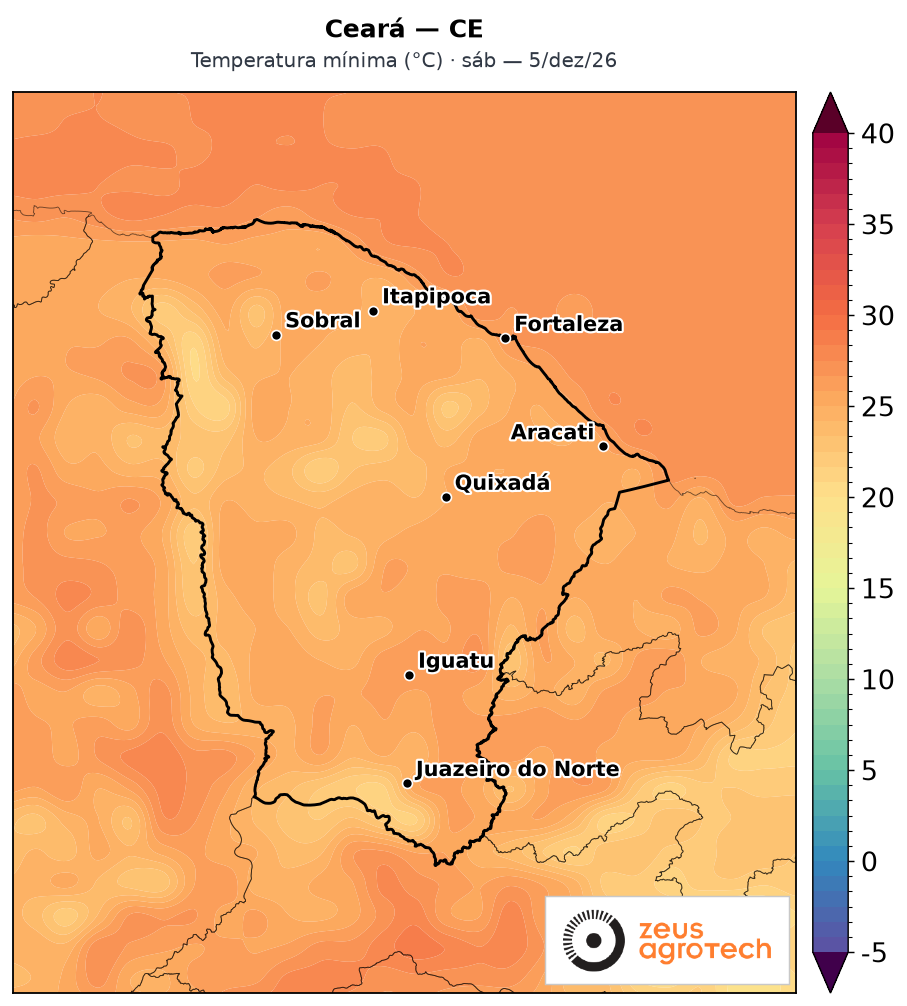 Ceará — CE
Temperatura mínima (°C) · sáb — 5/dez/26
40
35
30
25
20
15
10
5
0
-5
Itapipoca
Sobral
Fortaleza
Aracati
Quixadá
Iguatu
Juazeiro do Norte
zeus
agrotech